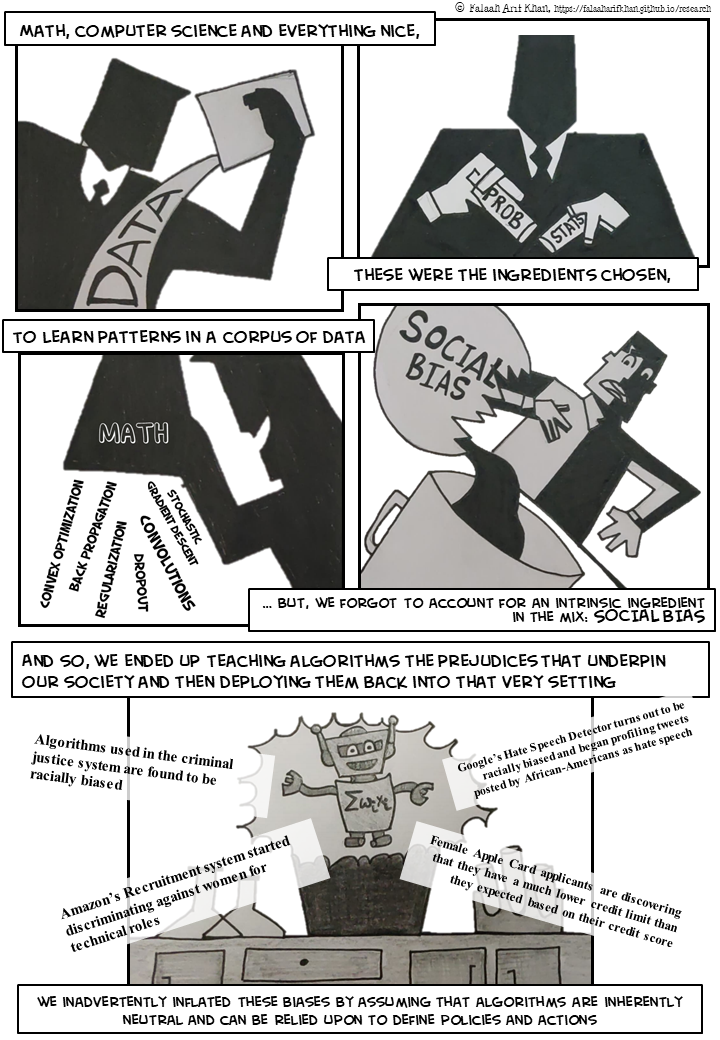 © Falaah Arif Khan, https://falaaharifkhan.github.io/research
MATH, COMPUTER SCIENCE AND EVERYTHING NICE,
DATA
PROB
STATS
THESE WERE THE INGREDIENTS CHOSEN,
TO LEARN PATTERNS IN A CORPUS OF DATA
MATH
CONVEX OPTIMIZATION
BACK PROPAGATION
REGULARIZATION
DROPOUT
CONVOLUTIONS
STOCHASTIC
GRADIENT DESCENT
SOCIAL
BIAS
... BUT, WE FORGOT TO ACCOUNT FOR AN INTRINSIC INGREDIENT
IN THE MIX: SOCIAL BIAS
AND SO, WE ENDED UP TEACHING ALGORITHMS THE PREJUDICES THAT UNDERPIN
OUR SOCIETY AND THEN DEPLOYING THEM BACK INTO THAT VERY SETTING
Algorithms used in the criminal
justice system are found to be
racially biased
Google's Hate Speech Detector turns out to be
racially biased and began profiling tweets
posted by African-Americans as hate speech
Σωᵢxᵢ
Amazon's Recruitment system started
discriminating against women for
technical roles
Female Apple Card applicants are discovering
that they have a much lower credit limit than
they expected based on their credit score
WE INADVERTENTLY INFLATED THESE BIASES BY ASSUMING THAT ALGORITHMS ARE INHERENTLY
NEUTRAL AND CAN BE RELIED UPON TO DEFINE POLICIES AND ACTIONS